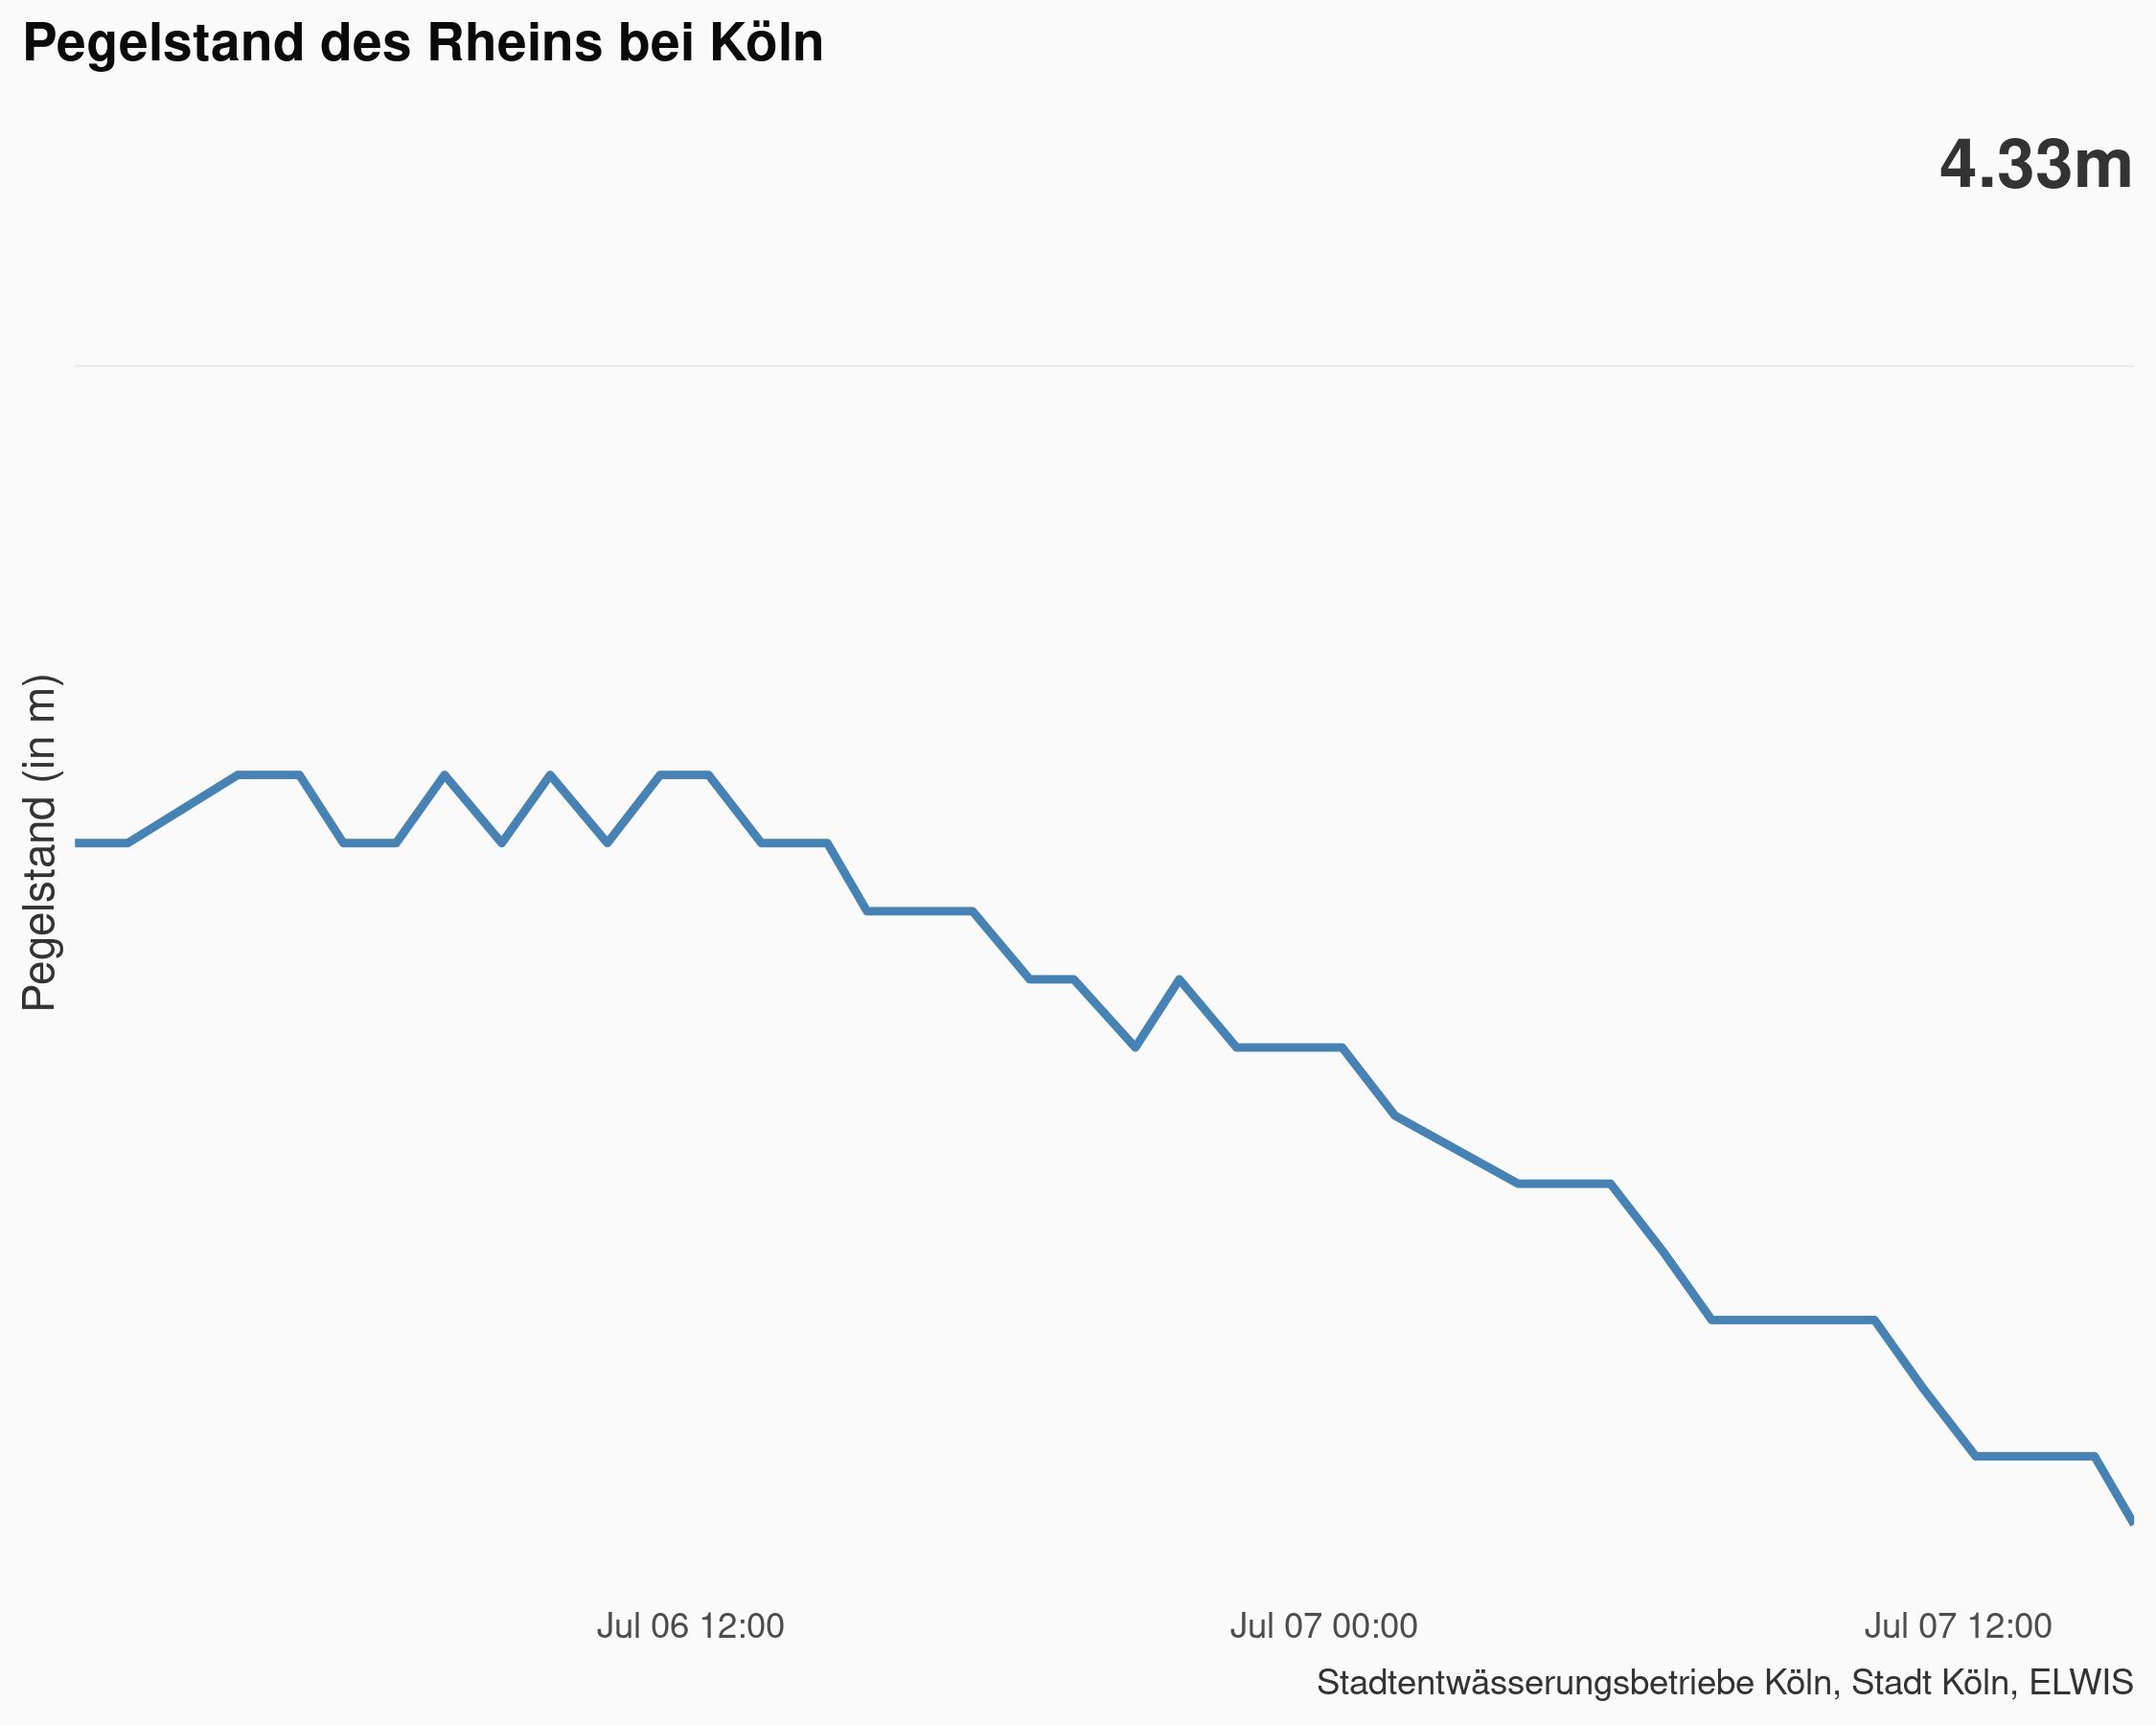 Pegelstand des Rheins bei Köln
4.33m
Pegelstand (in m)
Jul 06 12:00
Jul 07 00:00
Jul 07 12:00
Stadtentwässerungsbetriebe Köln, Stadt Köln, ELWIS